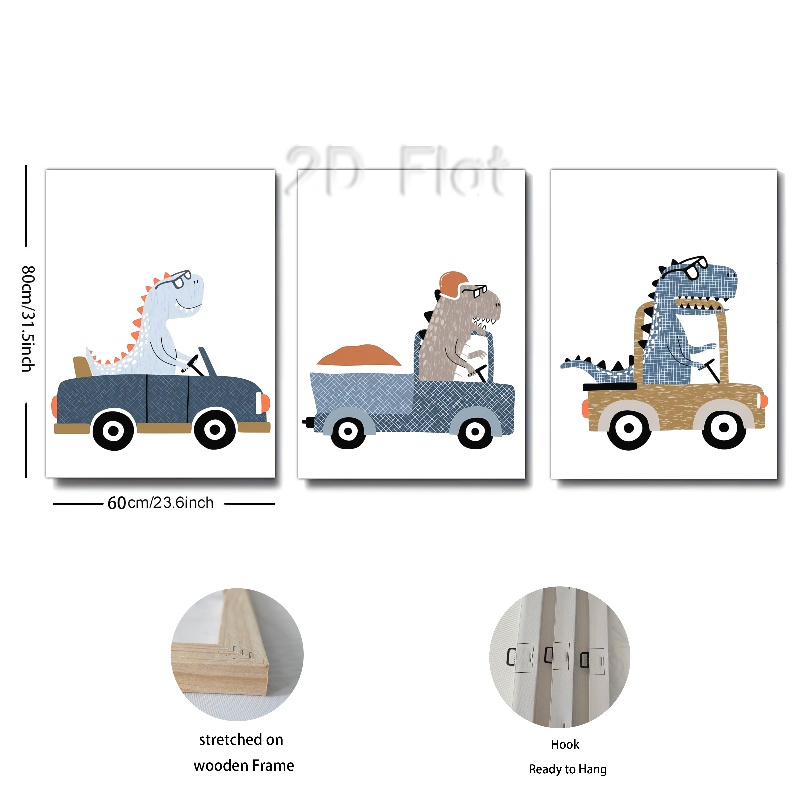 2D Flat
80cm/31.5inch
60cm/23.6inch
stretched on
wooden Frame
Hook
Ready to Hang